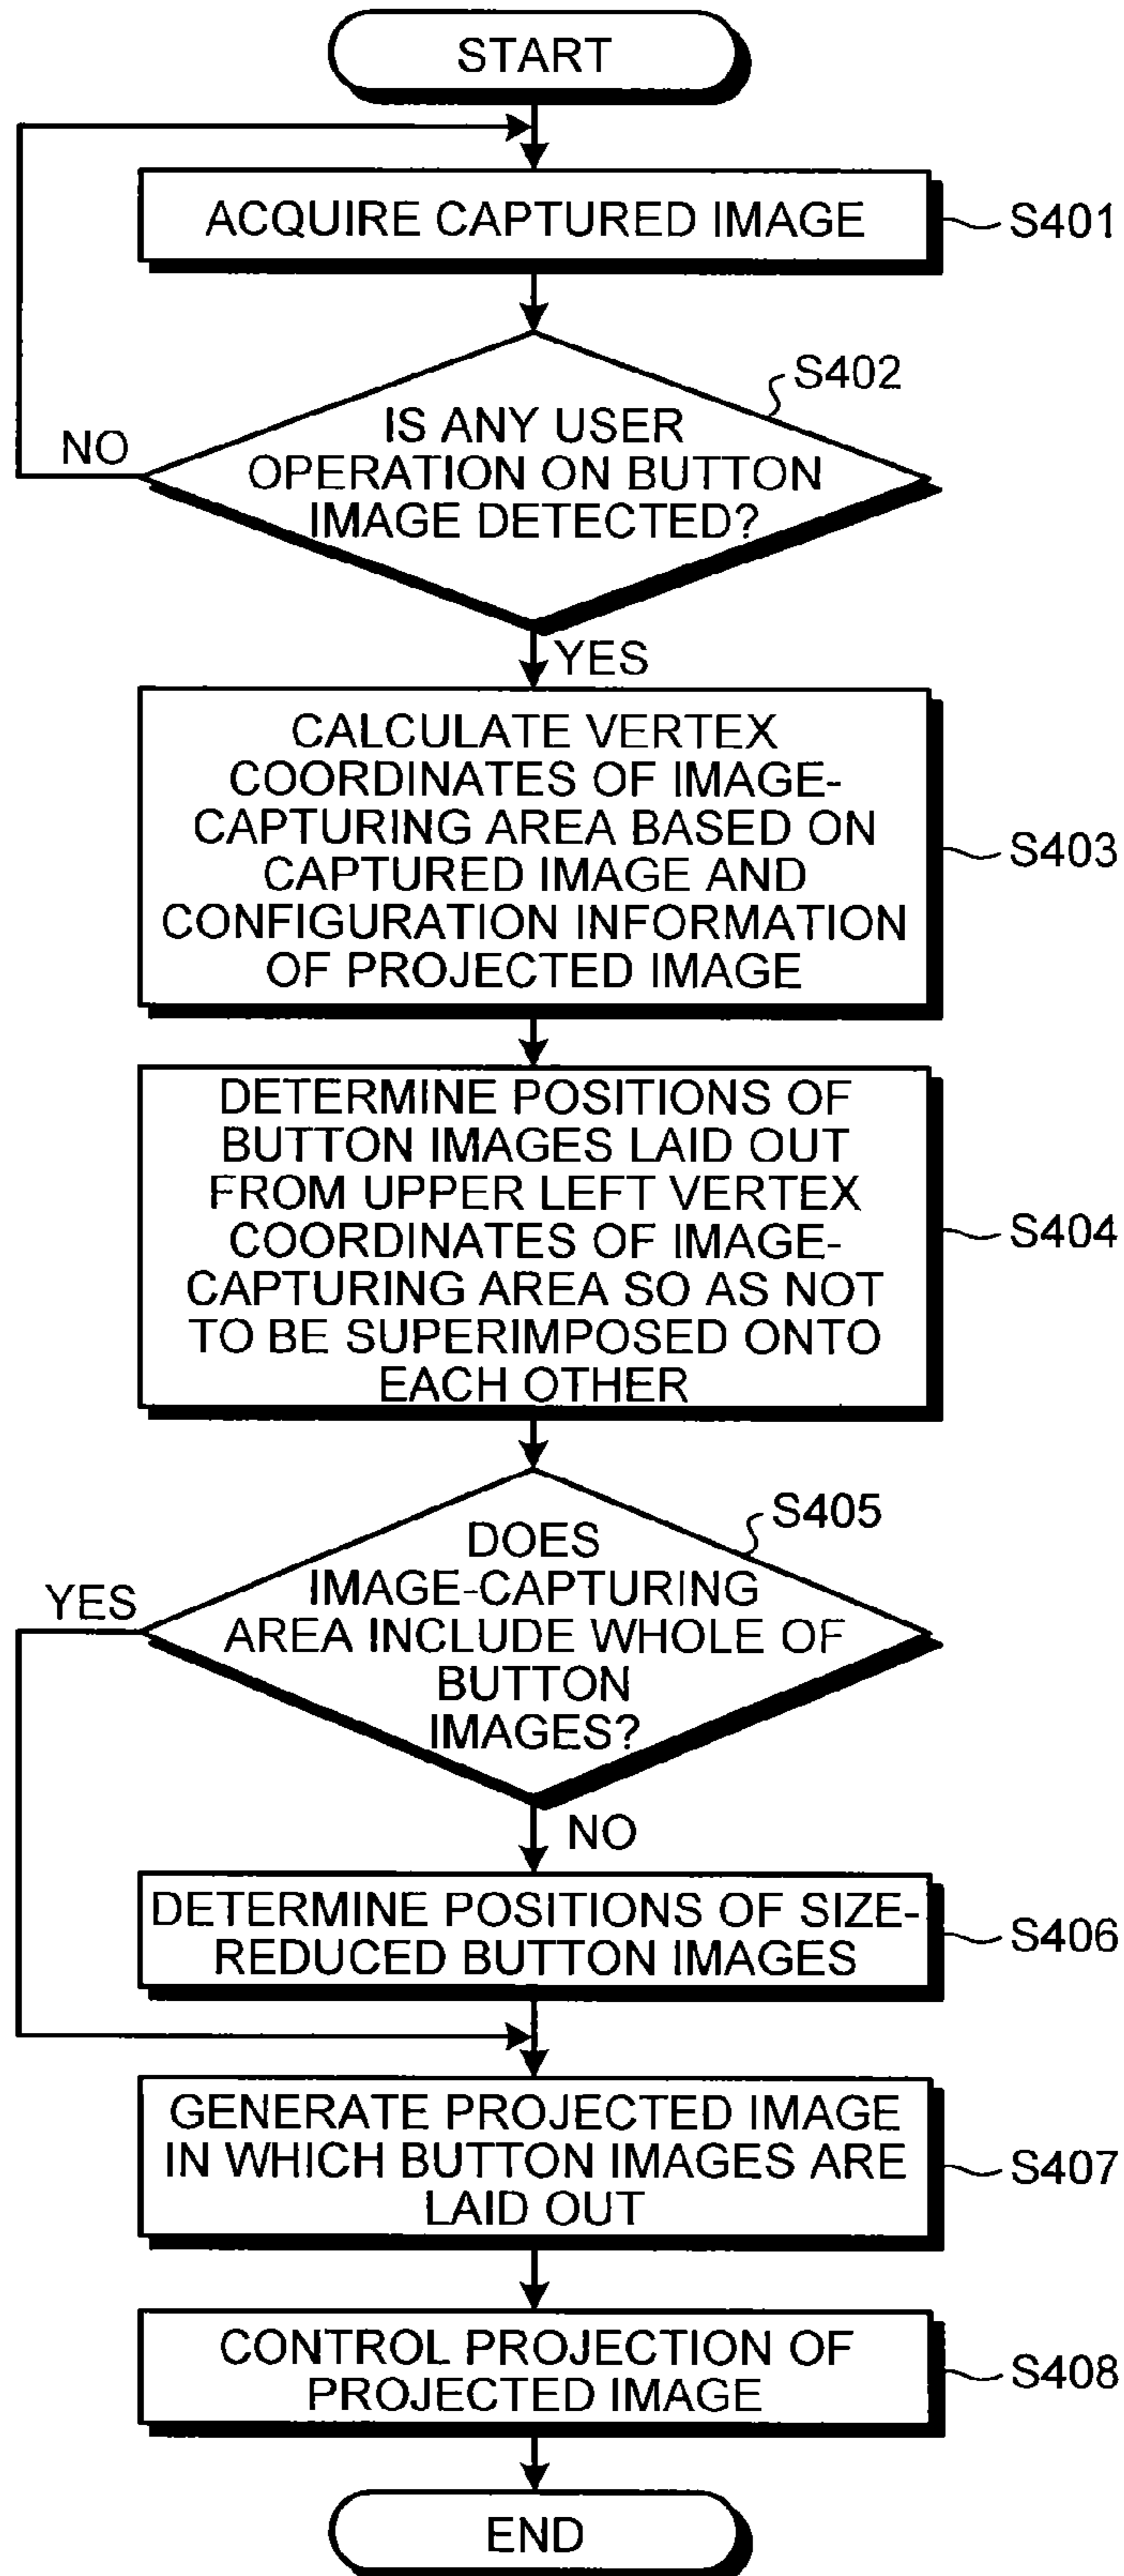 START
ACQUIRE CAPTURED IMAGE
S401
S402
IS ANY USER
OPERATION ON BUTTON
IMAGE DETECTED?
NO
YES
CALCULATE VERTEX
COORDINATES OF IMAGE-
CAPTURING AREA BASED ON
CAPTURED IMAGE AND
CONFIGURATION INFORMATION
OF PROJECTED IMAGE
S403
DETERMINE POSITIONS OF
BUTTON IMAGES LAID OUT
FROM UPPER LEFT VERTEX
COORDINATES OF IMAGE-
CAPTURING AREA SO AS NOT
TO BE SUPERIMPOSED ONTO
EACH OTHER
S404
S405
DOES
IMAGE-CAPTURING
AREA INCLUDE WHOLE OF
BUTTON
IMAGES?
YES
NO
DETERMINE POSITIONS OF SIZE-
REDUCED BUTTON IMAGES
S406
GENERATE PROJECTED IMAGE
IN WHICH BUTTON IMAGES ARE
LAID OUT
S407
CONTROL PROJECTION OF
PROJECTED IMAGE
S408
END